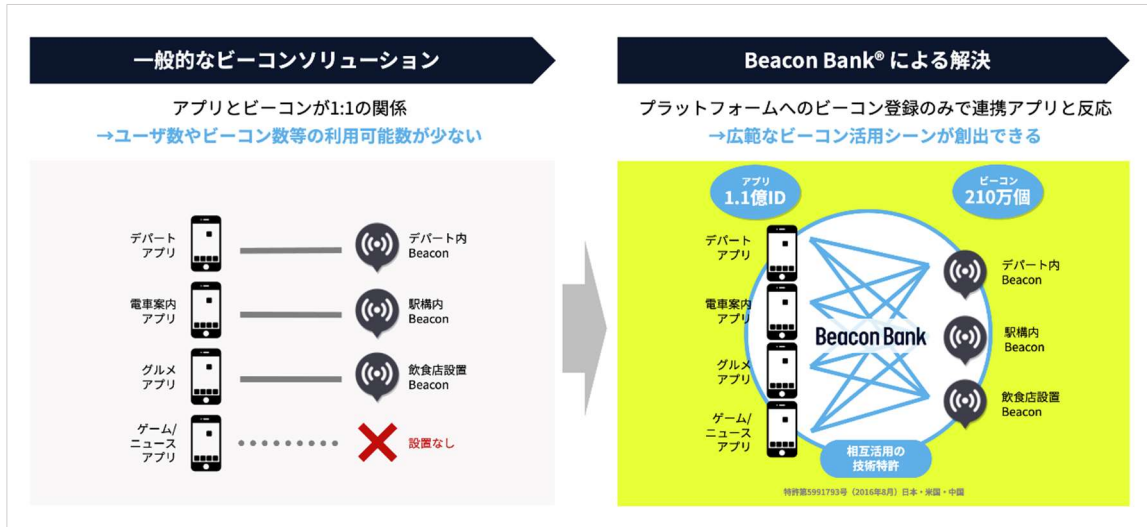 一般的なビーコンソリューション
アプリとビーコンが1:1の関係
→ユーザ数やビーコン数等の利用可能数が少ない
デパート
アプリ
デパート内
Beacon
電車案内
アプリ
駅構内
Beacon
グルメ
アプリ
飲食店設置
Beacon
ゲーム/
ニュース
アプリ
設置なし
Beacon Bank® による解決
プラットフォームへのビーコン登録のみで連携アプリと反応
→広範なビーコン活用シーンが創出できる
アプリ
1.1億ID
ビーコン
210万個
デパート
アプリ
デパート内
Beacon
電車案内
アプリ
Beacon Bank
駅構内
Beacon
グルメ
アプリ
飲食店設置
Beacon
ゲーム/
ニュース
アプリ
相互活用の
技術特許
特許第5991793号（2016年8月）日本・米国・中国